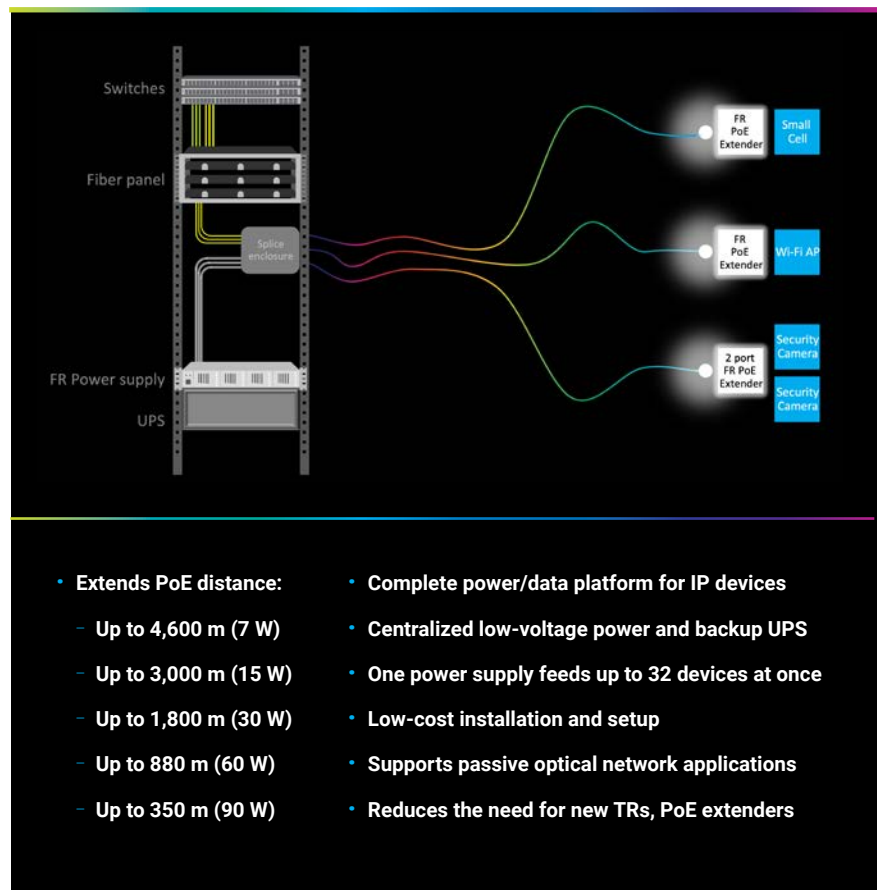 Switches
Fiber panel
Splice
enclosure
FR Power supply
UPS
FR
PoE
Extender
Small
Cell
FR
PoE
Extender
Wi-Fi AP
2 port
FR PoE
Extender
Security
Camera
Security
Camera
• Extends PoE distance:
– Up to 4,600 m (7 W)
– Up to 3,000 m (15 W)
– Up to 1,800 m (30 W)
– Up to 880 m (60 W)
– Up to 350 m (90 W)
• Complete power/data platform for IP devices
• Centralized low-voltage power and backup UPS
• One power supply feeds up to 32 devices at once
• Low-cost installation and setup
• Supports passive optical network applications
• Reduces the need for new TRs, PoE extenders